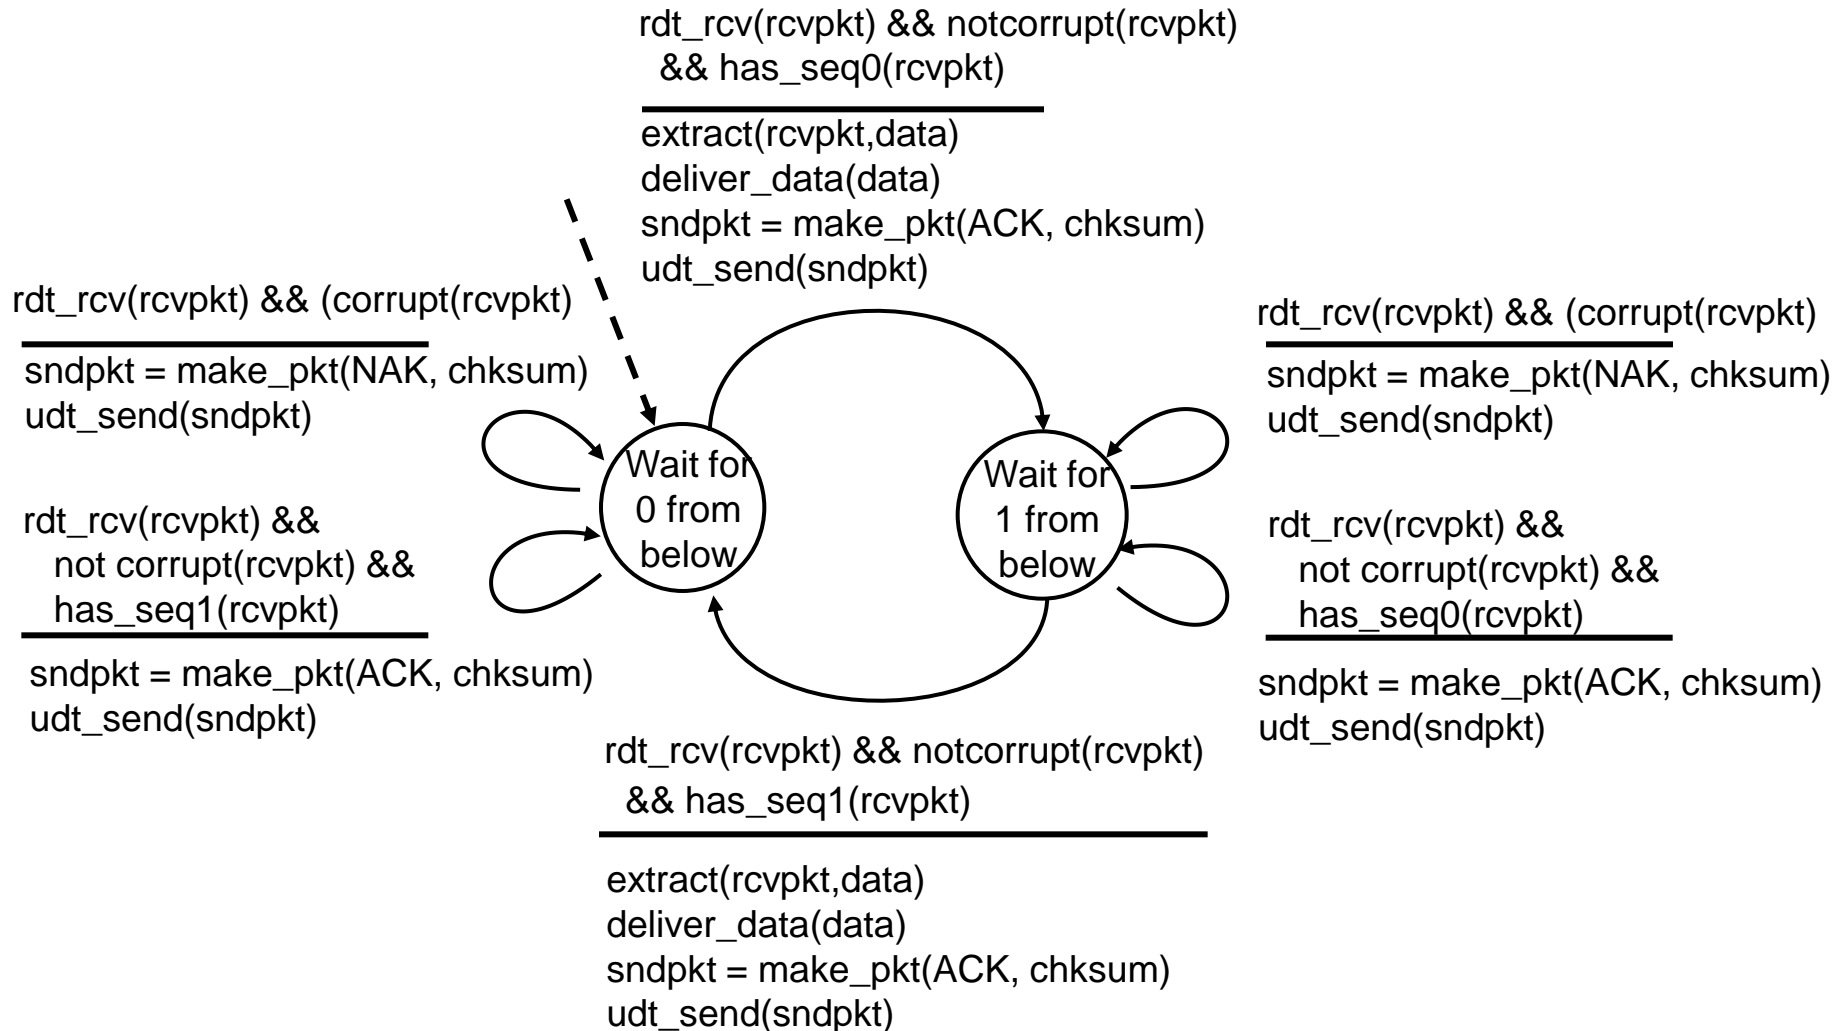 rdt_rcv(rcvpkt) && notcorrupt(rcvpkt)
&& has_seq0(rcvpkt)
extract(rcvpkt,data)
deliver_data(data)
sndpkt = make_pkt(ACK, chksum)
udt_send(sndpkt)
rdt_rcv(rcvpkt) && (corrupt(rcvpkt)
sndpkt = make_pkt(NAK, chksum)
udt_send(sndpkt)
rdt_rcv(rcvpkt) &&
not corrupt(rcvpkt) &&
has_seq1(rcvpkt)
sndpkt = make_pkt(ACK, chksum)
udt_send(sndpkt)
Wait for
0 from
below
Wait for
1 from
below
rdt_rcv(rcvpkt) && (corrupt(rcvpkt)
sndpkt = make_pkt(NAK, chksum)
udt_send(sndpkt)
rdt_rcv(rcvpkt) &&
not corrupt(rcvpkt) &&
has_seq0(rcvpkt)
sndpkt = make_pkt(ACK, chksum)
udt_send(sndpkt)
rdt_rcv(rcvpkt) && notcorrupt(rcvpkt)
&& has_seq1(rcvpkt)
extract(rcvpkt,data)
deliver_data(data)
sndpkt = make_pkt(ACK, chksum)
udt_send(sndpkt)